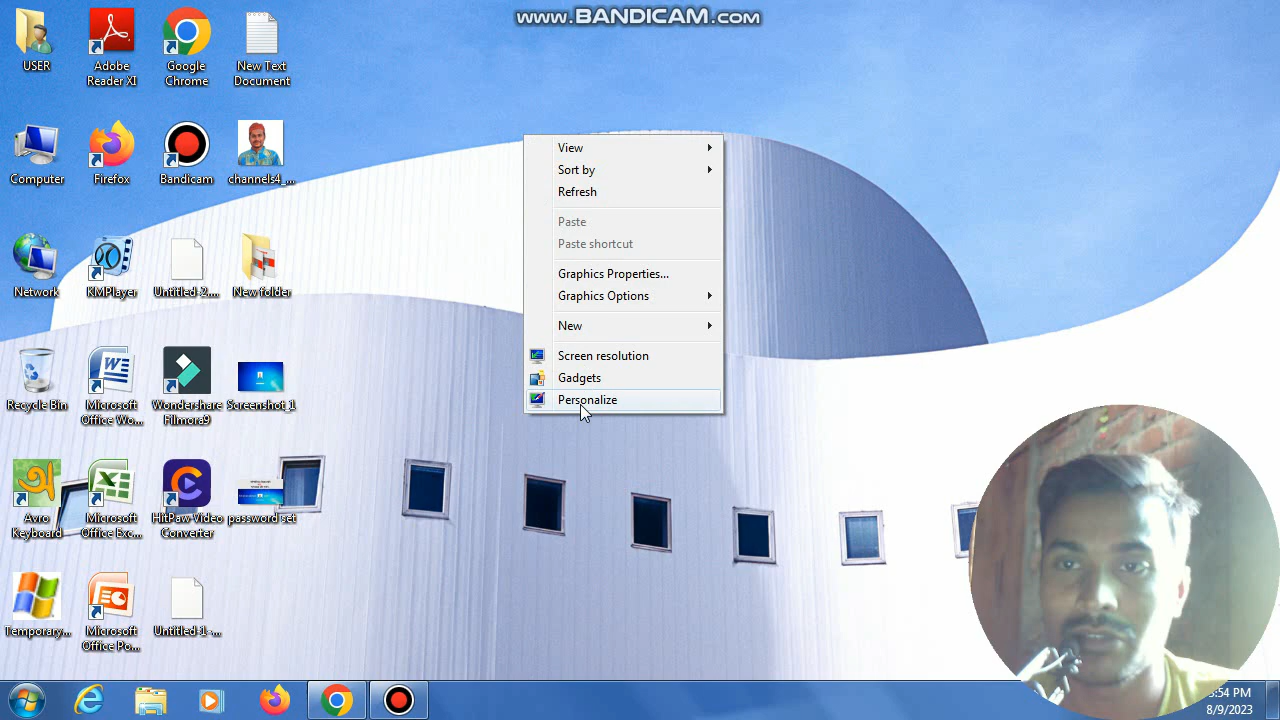 www.BANDICAM.com
USER
Adobe
Reader XI
Google
Chrome
New Text
Document
Computer
Firefox
Bandicam
channels4_...
Network
KMPlayer
Untitled-2....
New folder
Recycle Bin
Microsoft
Office Wo...
Wondershare
Filmora9
Screenshot_1
Avro
Keyboard
Microsoft
Office Exc...
HitPaw Video
Converter
password set
Temporary...
Microsoft
Office Po...
Untitled-1-...
View
Sort by
Refresh
Paste
Paste shortcut
Graphics Properties...
Graphics Options
New
Screen resolution
Gadgets
Personalize
:54 PM
8/9/2023